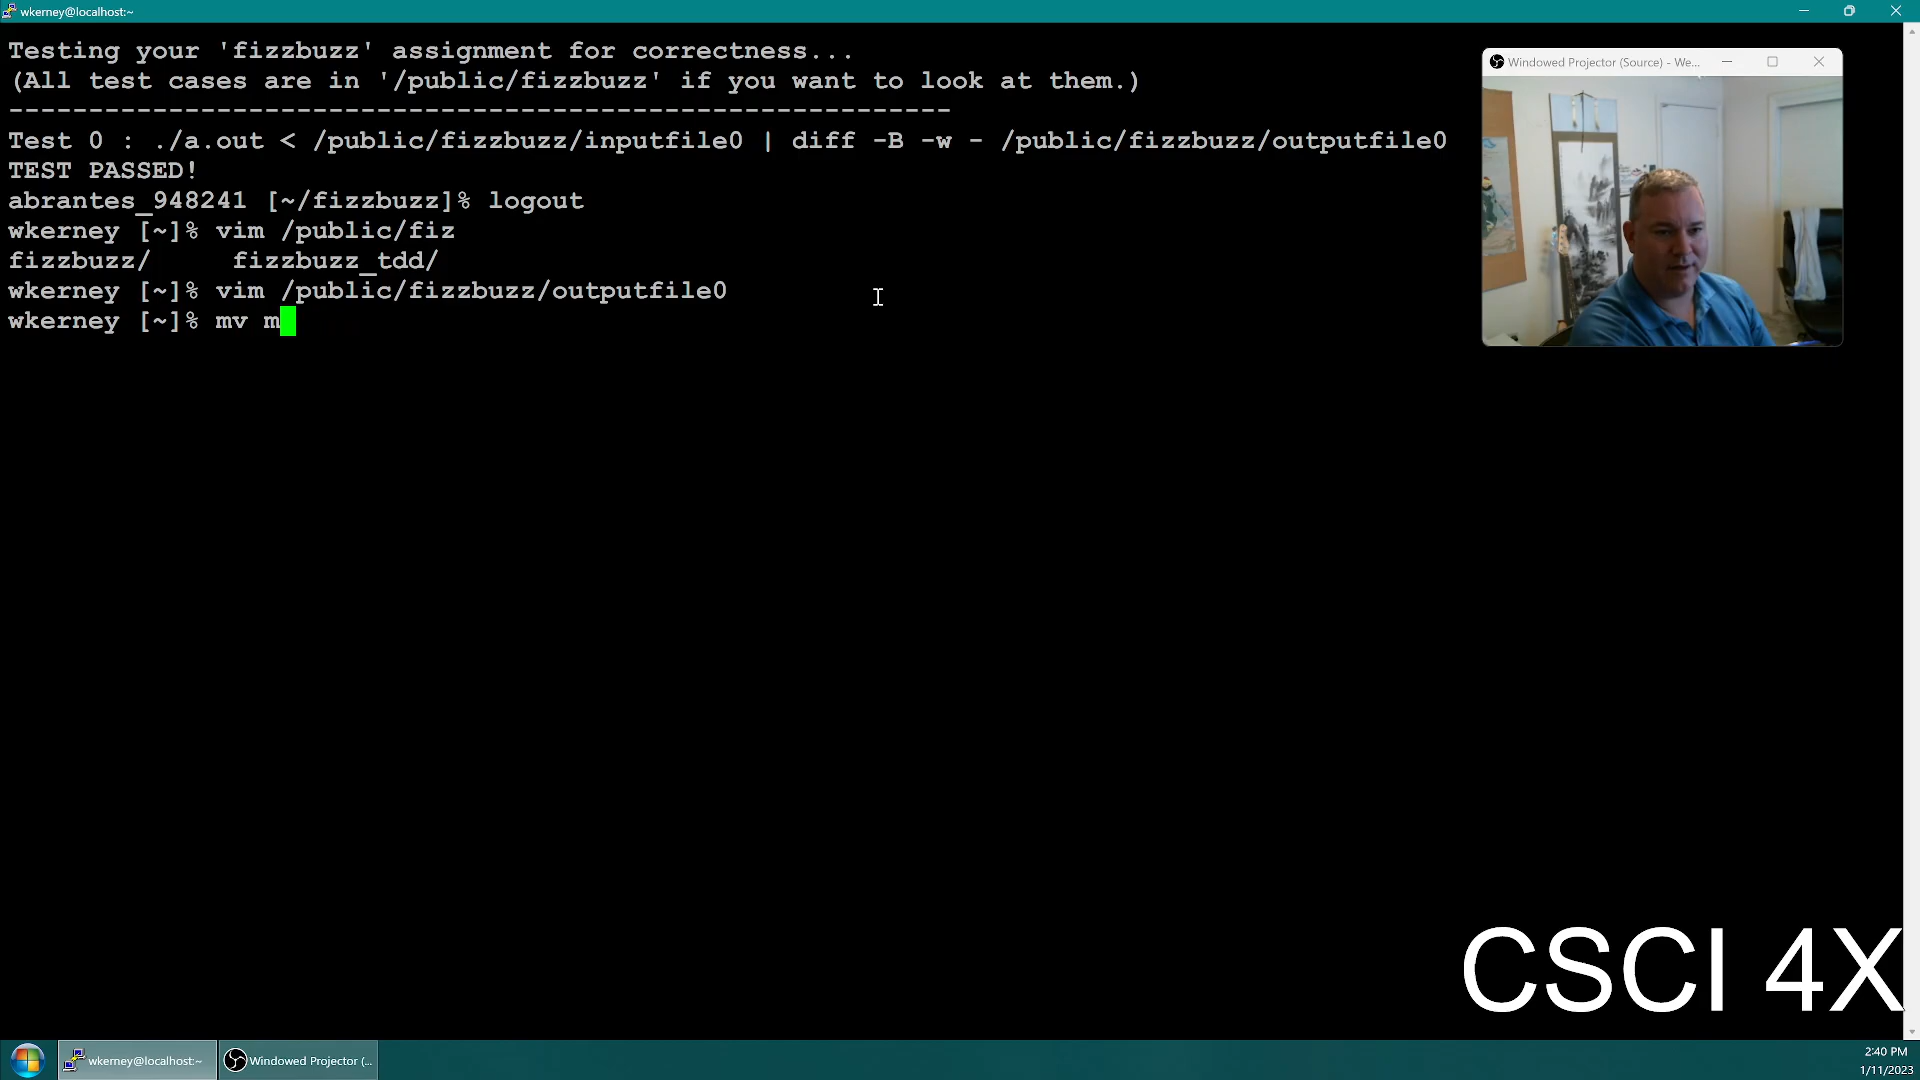 wkerney@localhost:~
Testing your 'fizzbuzz' assignment for correctness...
(All test cases are in '/public/fizzbuzz' if you want to look at them.)
-----------------------------------------------------------
Test 0 : ./a.out < /public/fizzbuzz/inputfile0 | diff -B -w - /public/fizzbuzz/outputfile0
TEST PASSED!
abrantes_948241 [~/fizzbuzz]% logout
wkerney [~]% vim /public/fiz
fizzbuzz/     fizzbuzz_tdd/
wkerney [~]% vim /public/fizzbuzz/outputfile0
wkerney [~]% mv m
Windowed Projector (Source) - We...
CSCI 4X
wkerney@localhost:~
Windowed Projector (...
2:40 PM
1/11/2023